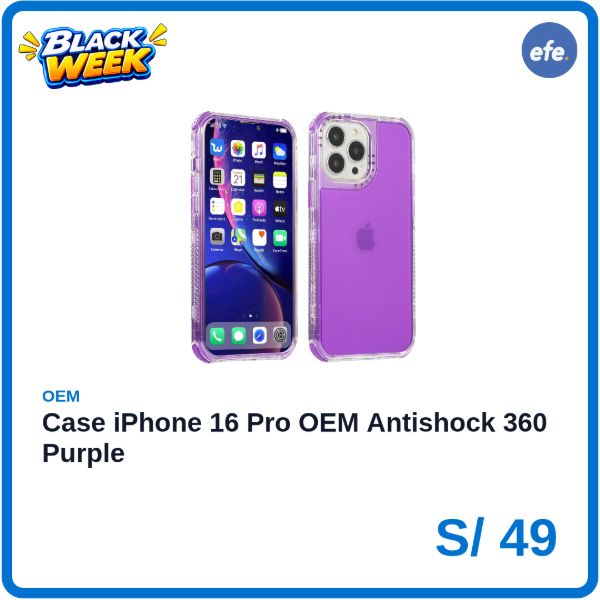 BLACK
WEEK
efe.
OEM
Case iPhone 16 Pro OEM Antishock 360
Purple
S/ 49